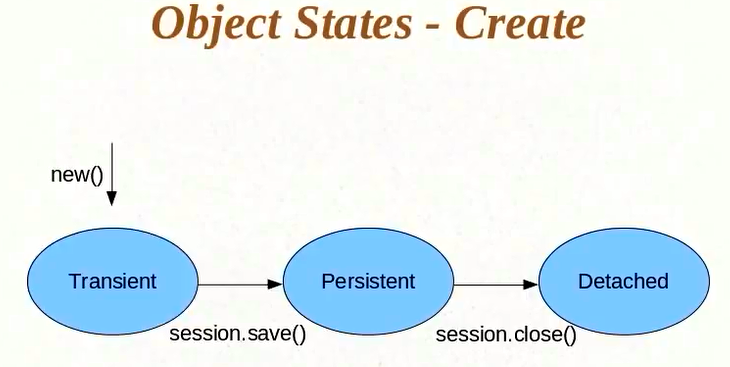 Object States - Create
new()
Transient
Persistent
Detached
session.save()
session.close()